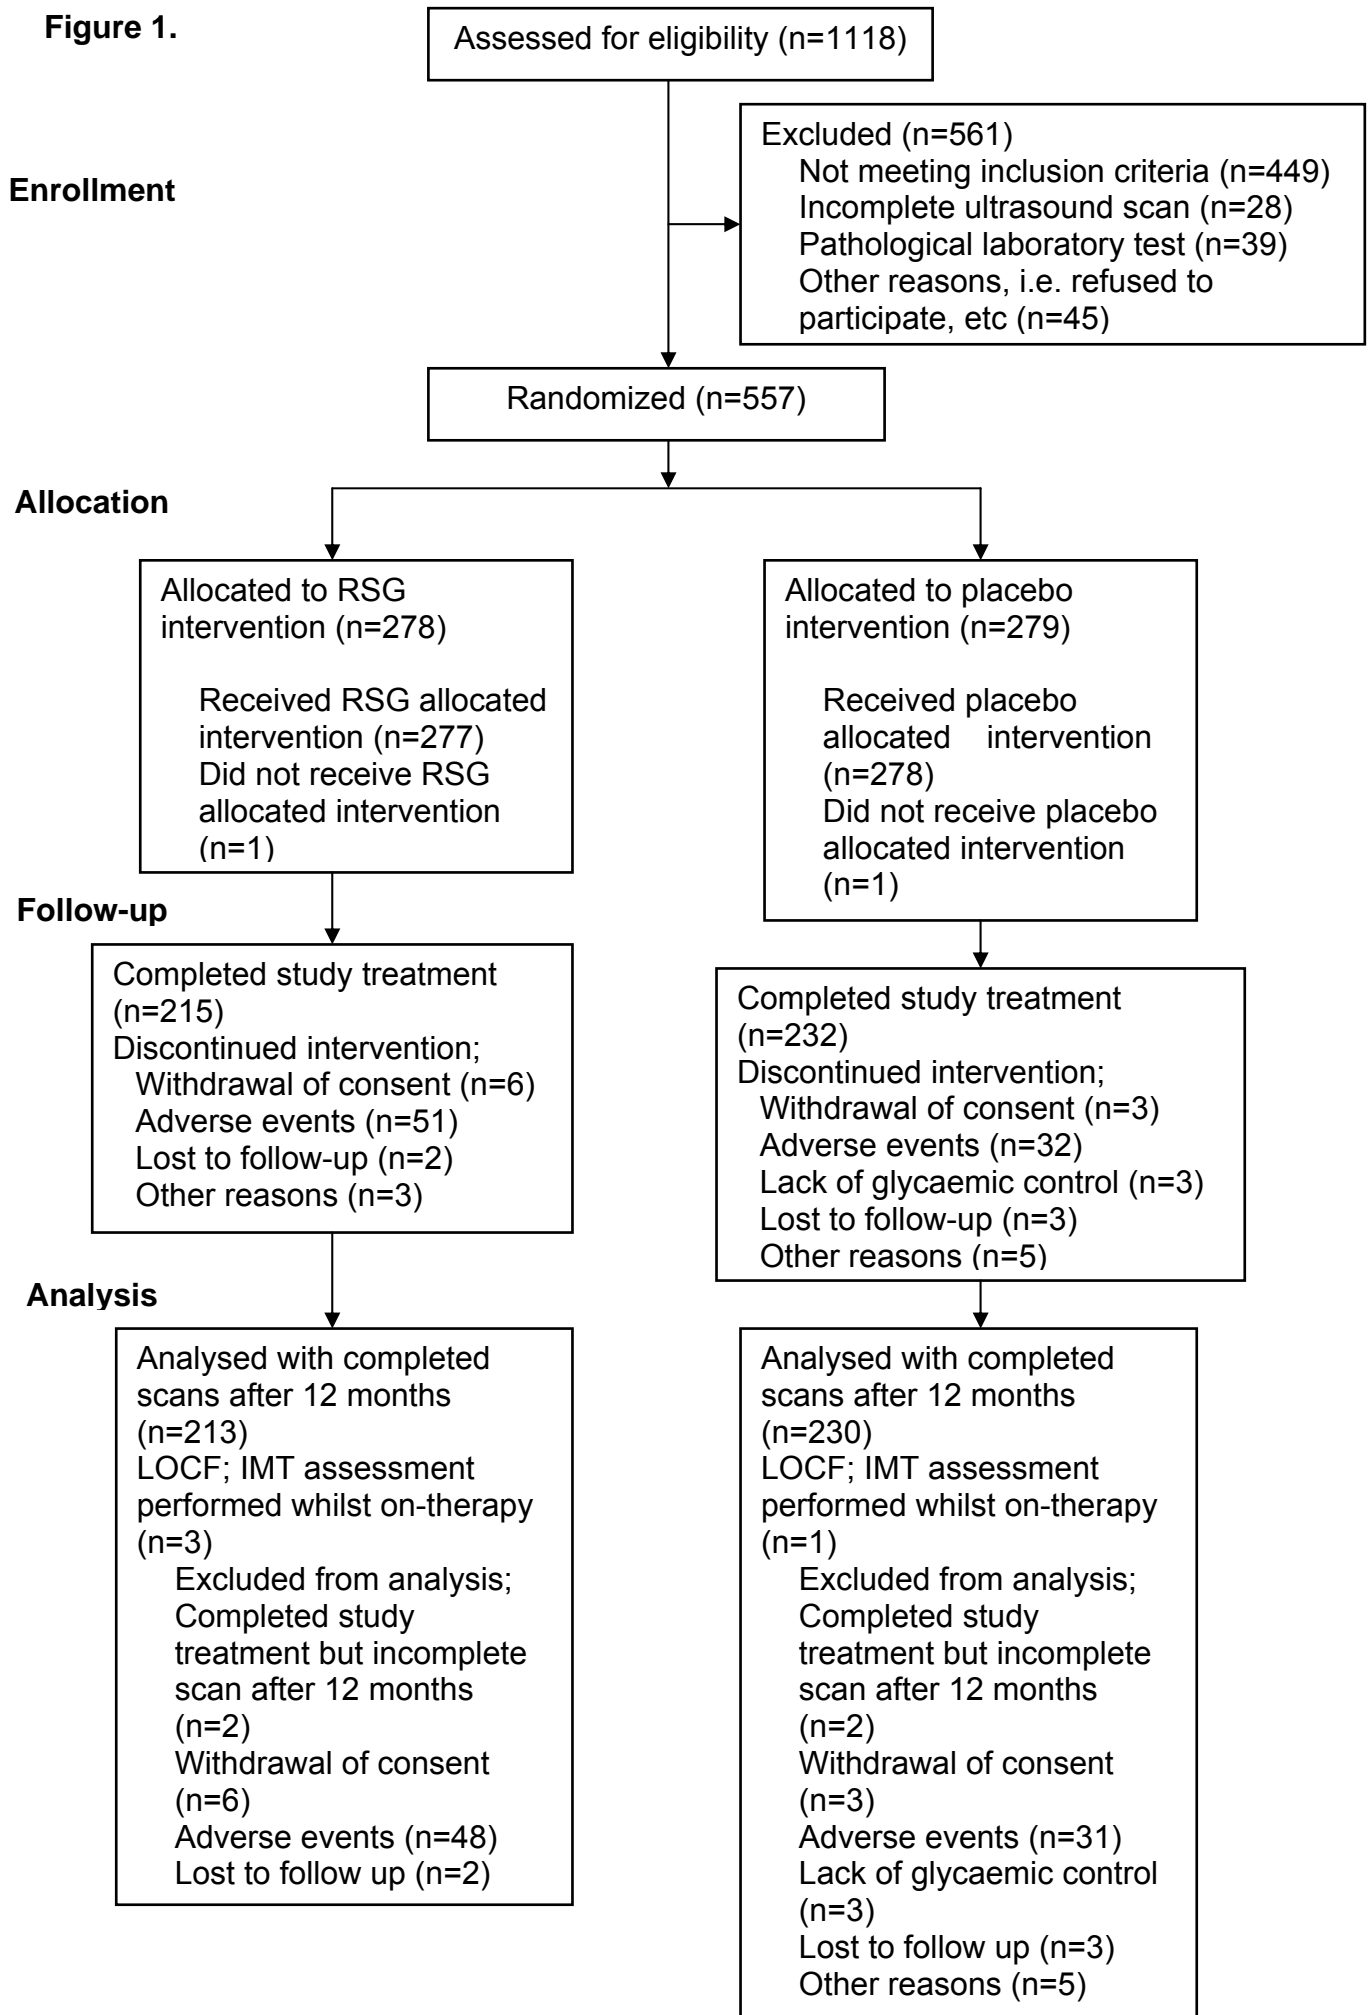 Figure 1.
Assessed for eligibility (n=1118)
Enrollment
Excluded (n=561)
Not meeting inclusion criteria (n=449)
Incomplete ultrasound scan (n=28)
Pathological laboratory test (n=39)
Other reasons, i.e. refused to
participate, etc (n=45)
Randomized (n=557)
Allocation
Allocated to RSG
intervention (n=278)
Received RSG allocated
intervention (n=277)
Did not receive RSG
allocated intervention
(n=1)
Allocated to placebo
intervention (n=279)
Received placebo
allocated intervention
(n=278)
Did not receive placebo
allocated intervention
(n=1)
Follow-up
Completed study treatment
(n=215)
Discontinued intervention;
Withdrawal of consent (n=6)
Adverse events (n=51)
Lost to follow-up (n=2)
Other reasons (n=3)
Completed study treatment
(n=232)
Discontinued intervention;
Withdrawal of consent (n=3)
Adverse events (n=32)
Lack of glycaemic control (n=3)
Lost to follow-up (n=3)
Other reasons (n=5)
Analysis
Analysed with completed
scans after 12 months
(n=213)
LOCF; IMT assessment
performed whilst on-therapy
(n=3)
Excluded from analysis;
Completed study
treatment but incomplete
scan after 12 months
(n=2)
Withdrawal of consent
(n=6)
Adverse events (n=48)
Lost to follow up (n=2)
Analysed with completed
scans after 12 months
(n=230)
LOCF; IMT assessment
performed whilst on-therapy
(n=1)
Excluded from analysis;
Completed study
treatment but incomplete
scan after 12 months
(n=2)
Withdrawal of consent
(n=3)
Adverse events (n=31)
Lack of glycaemic control
(n=3)
Lost to follow up (n=3)
Other reasons (n=5)